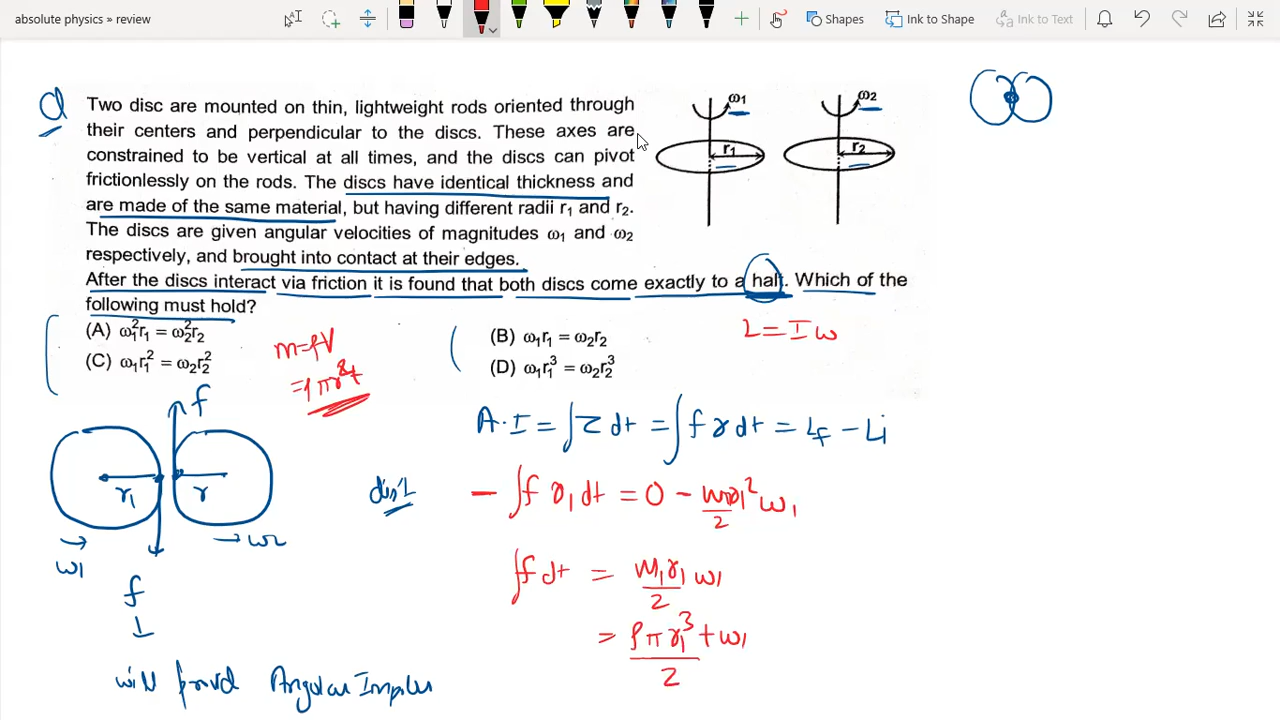 absolute physics » review
Shapes
Ink to Shape
Ink to Text
d
Two disc are mounted on thin, lightweight rods oriented through
their centers and perpendicular to the discs. These axes are
constrained to be vertical at all times, and the discs can pivot
frictionlessly on the rods. The discs have identical thickness and
are made of the same material, but having different radii r₁ and r₂.
The discs are given angular velocities of magnitudes ω₁ and ω₂
respectively, and brought into contact at their edges.
After the discs interact via friction it is found that both discs come exactly to a halt. Which of the
following must hold?
(A) ω₁²r₁ = ω₂²r₂
(B) ω₁r₁ = ω₂r₂
(C) ω₁r₁² = ω₂r₂²
(D) ω₁r₁³ = ω₂r₂³
ω₁
ω₂
r₁
r₂
L = I ω
m = ρV
= ρπr²t
f
r₁
r
ω1
ω2
f
A·I = ∫τ dt = ∫f r dt = Lf - Li
disc 1
- ∫f r₁ dt = 0 - m₁r₁²/2 ω₁
∫f dt = m₁r₁/2 ω₁
= ρπr₁³tω₁/2
will provid Angular Impulse